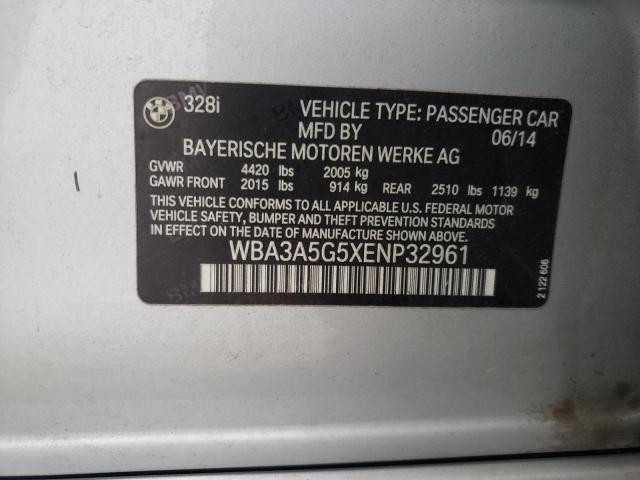 BMW 328i VEHICLE TYPE: PASSENGER CAR
MFD BY 06/14
BAYERISCHE MOTOREN WERKE AG
GVWR 4420 lbs 2005 kg
GAWR FRONT 2015 lbs 914 kg REAR 2510 lbs 1139 kg
THIS VEHICLE CONFORMS TO ALL APPLICABLE U.S. FEDERAL MOTOR
VEHICLE SAFETY, BUMPER AND THEFT PREVENTION STANDARDS
IN EFFECT ON THE DATE OF MANUFACTURE SHOWN ABOVE.
WBA3A5G5XENP32961
2 122 606